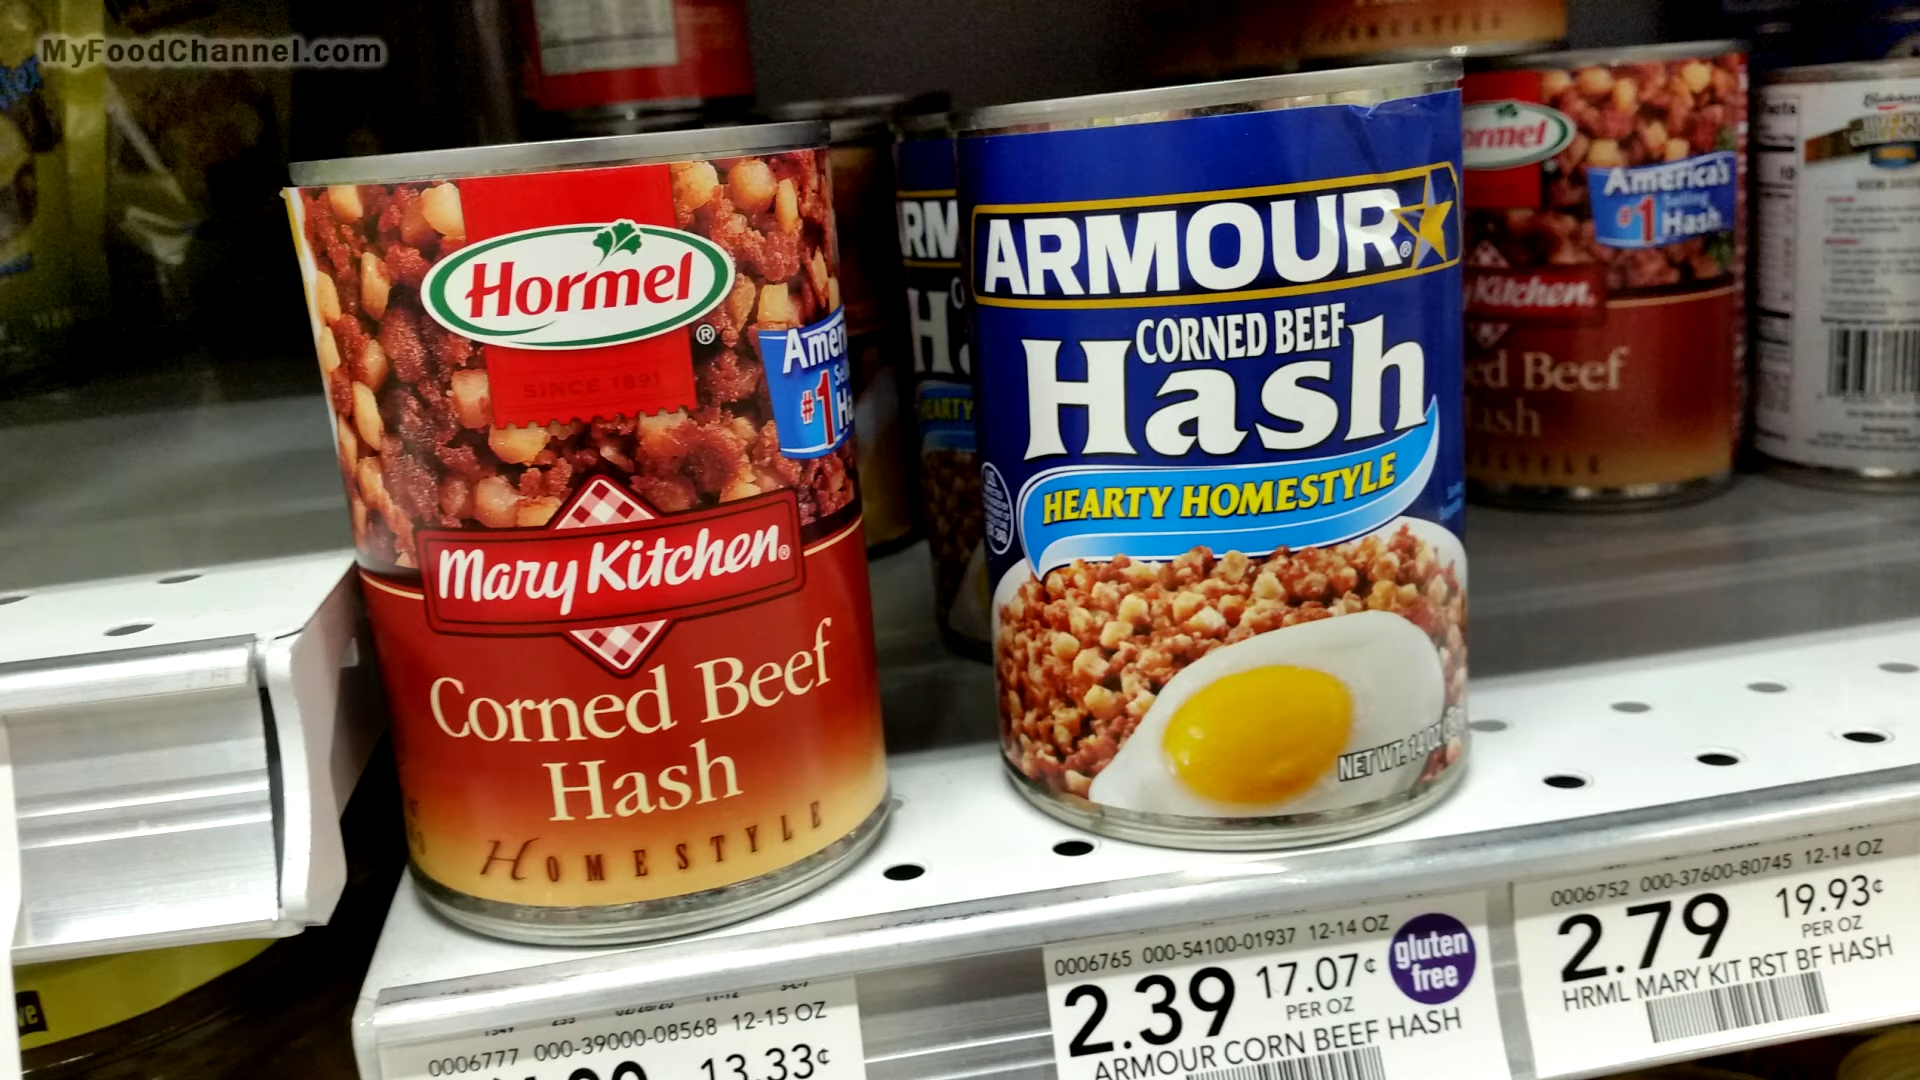 MyFoodChannel.com
Hormel
®
SINCE 1891
#1
Mary Kitchen®
Corned Beef
Hash
HOMESTYLE
ARMOUR®
CORNED BEEF
Hash
HEARTY HOMESTYLE
NET WT. 14 OZ
HEARTY
America's
#1 Selling
Hash
Kitchen
Beef
0006777 000-39000-08568 12-15 OZ
13.33¢
0006765 000-54100-01937 12-14 OZ
2.39 17.07¢
PER OZ
ARMOUR CORN BEEF HASH
gluten
free
0006752 000-37600-80745 12-14 OZ
2.79 19.93¢
PER OZ
HRML MARY KIT RST BF HASH